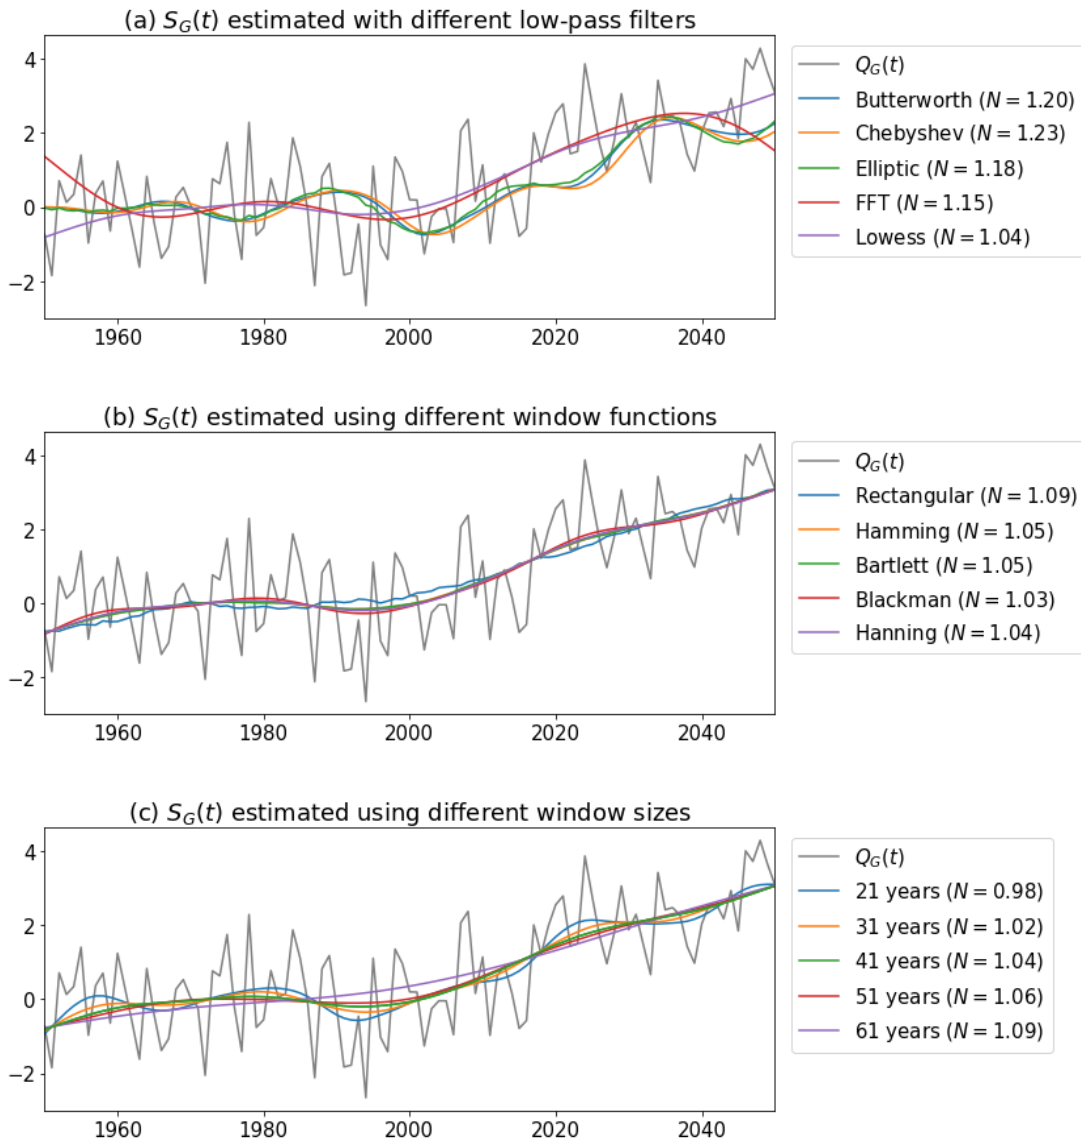 (a) S_G(t) estimated with different low-pass filters
4
2
0
−2
1960 1980 2000 2020 2040
Q_G(t)
Butterworth (N = 1.20)
Chebyshev (N = 1.23)
Elliptic (N = 1.18)
FFT (N = 1.15)
Lowess (N = 1.04)
(b) S_G(t) estimated using different window functions
4
2
0
−2
1960 1980 2000 2020 2040
Q_G(t)
Rectangular (N = 1.09)
Hamming (N = 1.05)
Bartlett (N = 1.05)
Blackman (N = 1.03)
Hanning (N = 1.04)
(c) S_G(t) estimated using different window sizes
4
2
0
−2
1960 1980 2000 2020 2040
Q_G(t)
21 years (N = 0.98)
31 years (N = 1.02)
41 years (N = 1.04)
51 years (N = 1.06)
61 years (N = 1.09)